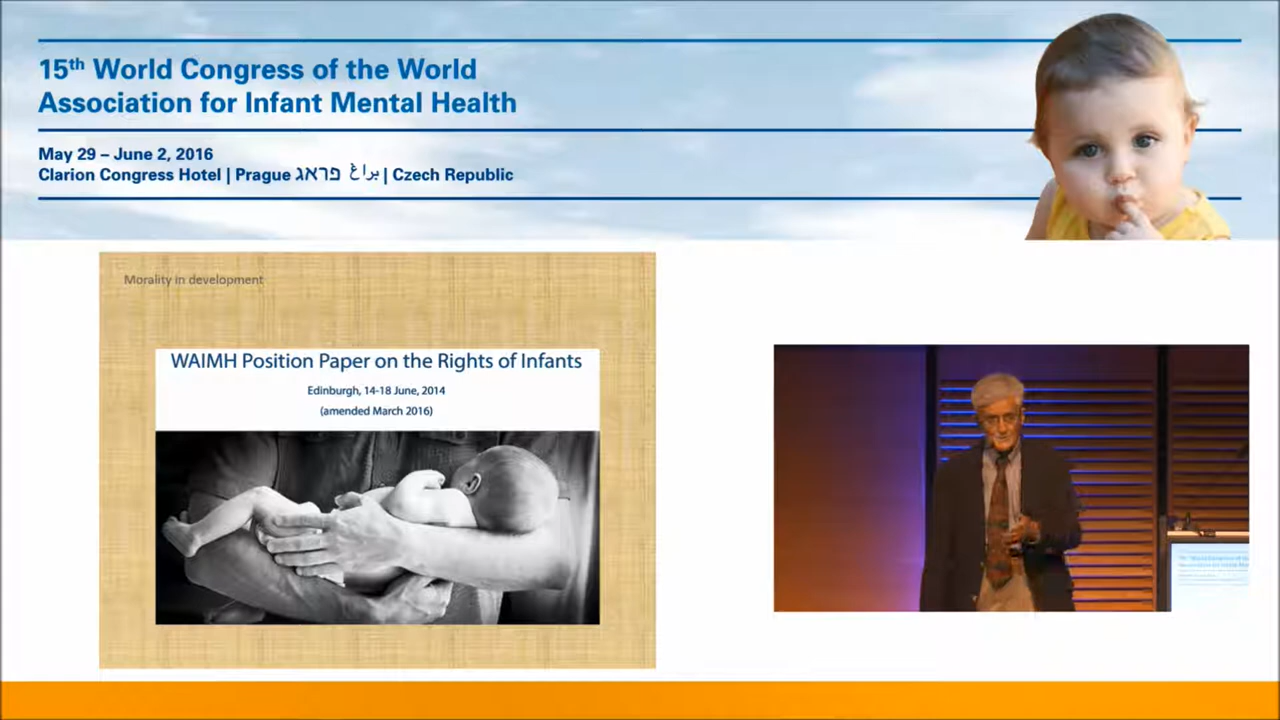 15th World Congress of the World
Association for Infant Mental Health
May 29 – June 2, 2016
Clarion Congress Hotel | Prague פראג براغ | Czech Republic
Morality in development
WAIMH Position Paper on the Rights of Infants
Edinburgh, 14-18 June, 2014
(amended March 2016)